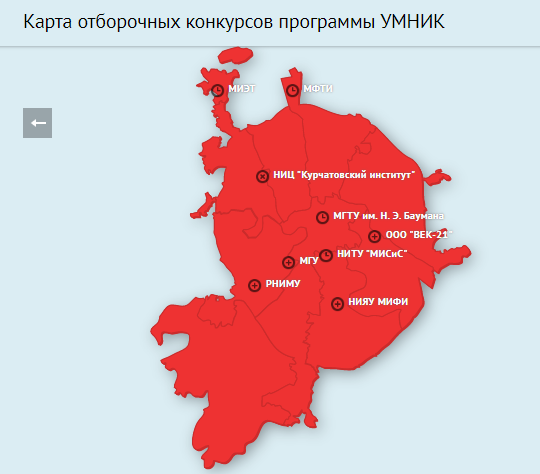 Карта отборочных конкурсов программы УМНИК
МИЭТ
МФТИ
НИЦ "Курчатовский институт"
МГТУ им. Н. Э. Баумана
ООО "ВЕК-21"
НИТУ "МИСиС"
МГУ
РНИМУ
НИЯУ МИФИ